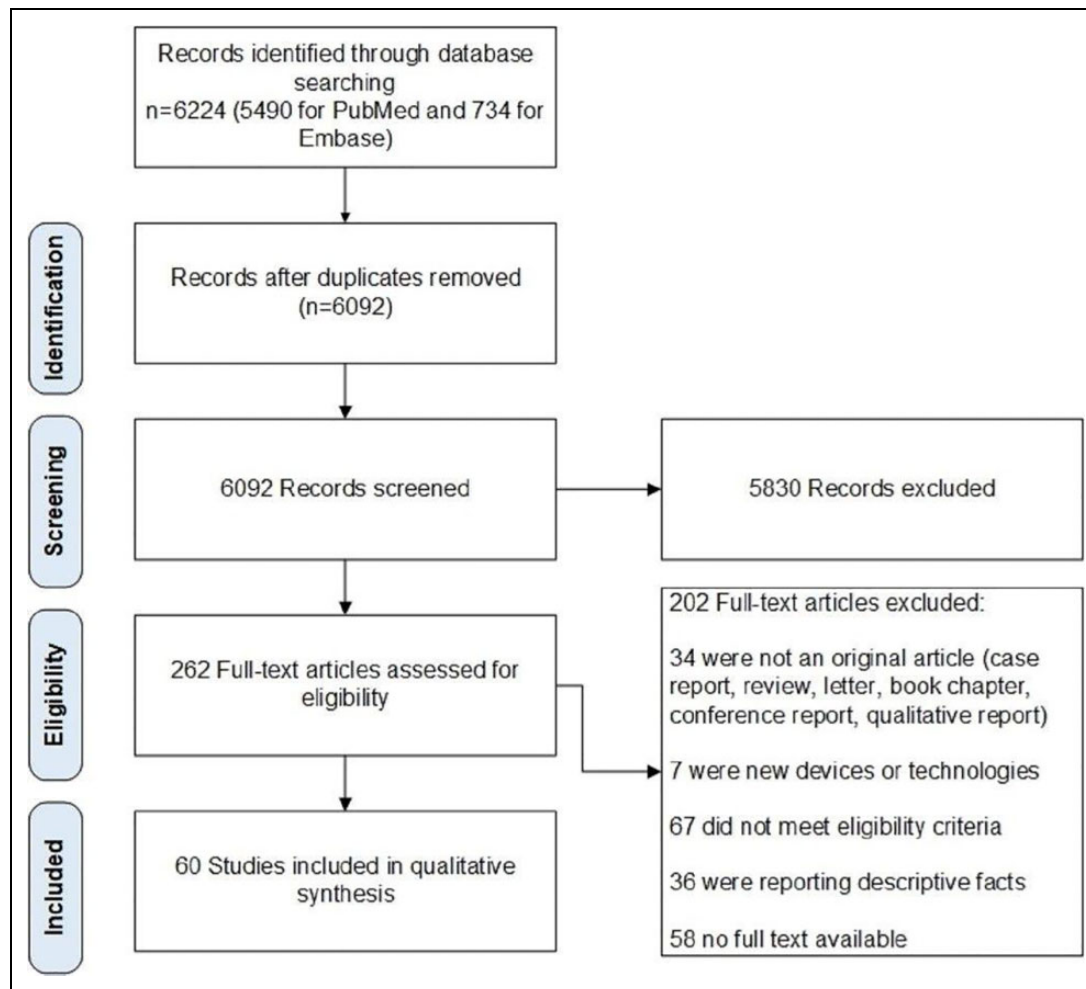 Records identified through database
searching
n=6224 (5490 for PubMed and 734 for
Embase)
Identification
Records after duplicates removed
(n=6092)
Screening
6092 Records screened
5830 Records excluded
Eligibility
262 Full-text articles assessed for
eligibility
202 Full-text articles excluded:
34 were not an original article (case
report, review, letter, book chapter,
conference report, qualitative report)
7 were new devices or technologies
67 did not meet eligibility criteria
36 were reporting descriptive facts
58 no full text available
Included
60 Studies included in qualitative
synthesis